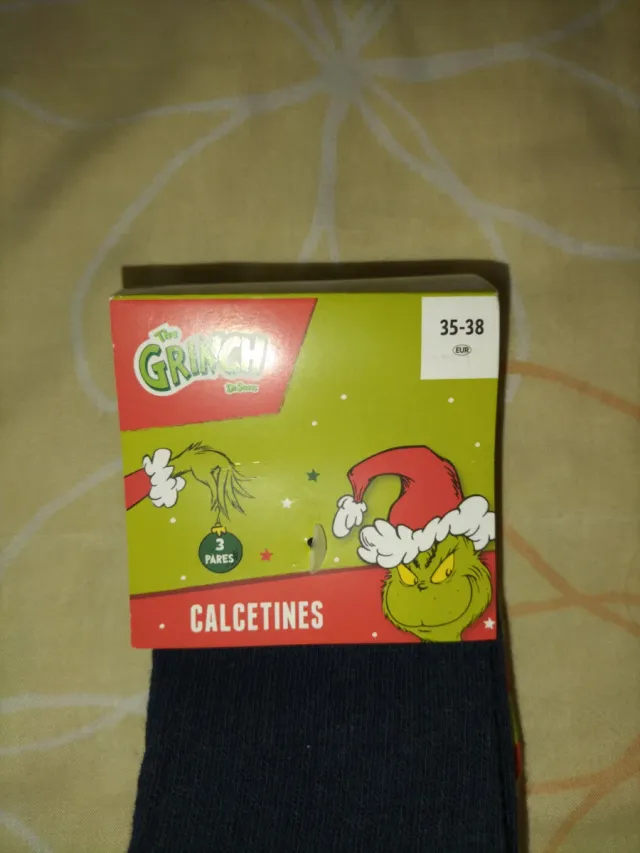 The
GRINCH
Dr. Seuss
35-38
EUR
3
PARES
CALCETINES